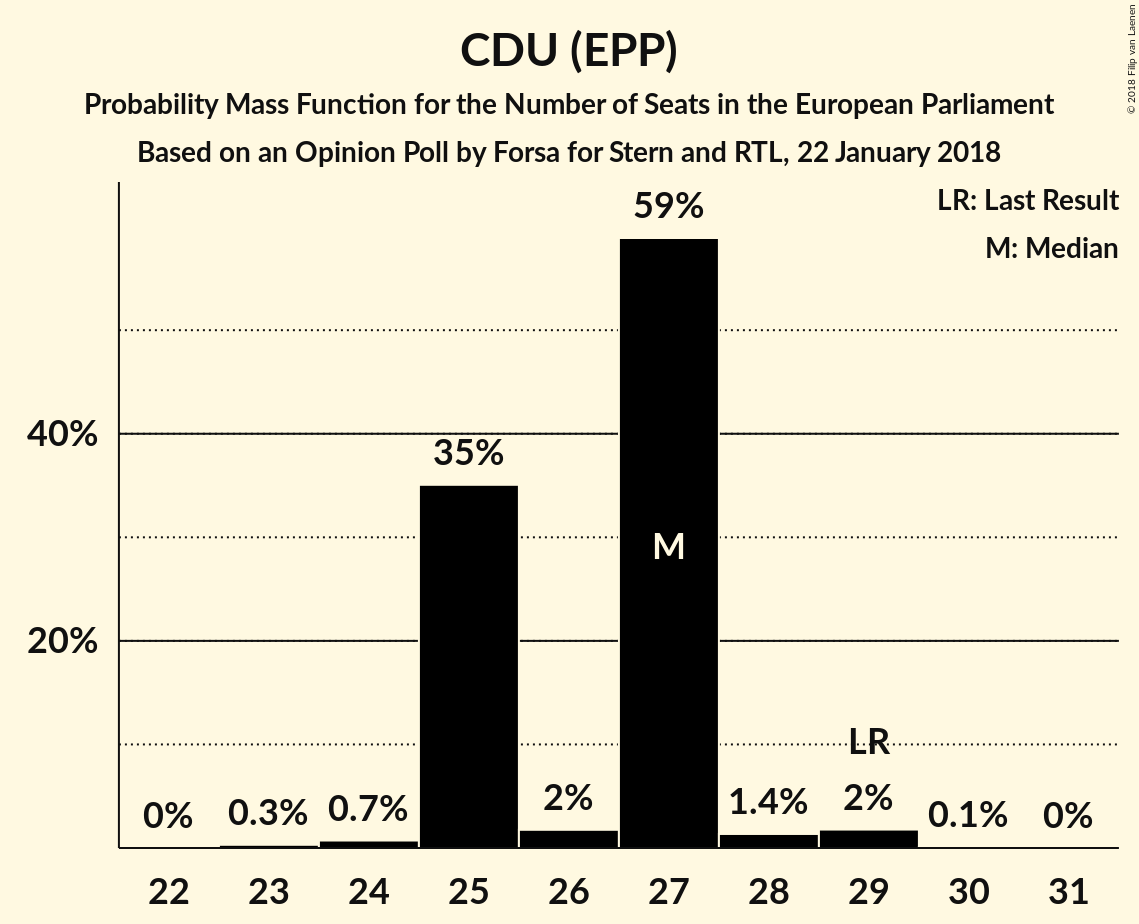 CDU (EPP)
Probability Mass Function for the Number of Seats in the European Parliament
Based on an Opinion Poll by Forsa for Stern and RTL, 22 January 2018
© 2018 Filip van Laenen
LR: Last Result
M: Median
59%
40%
35%
M
20%
LR
0% 0.3% 0.7% 2% 1.4% 2% 0.1% 0%
22 23 24 25 26 27 28 29 30 31